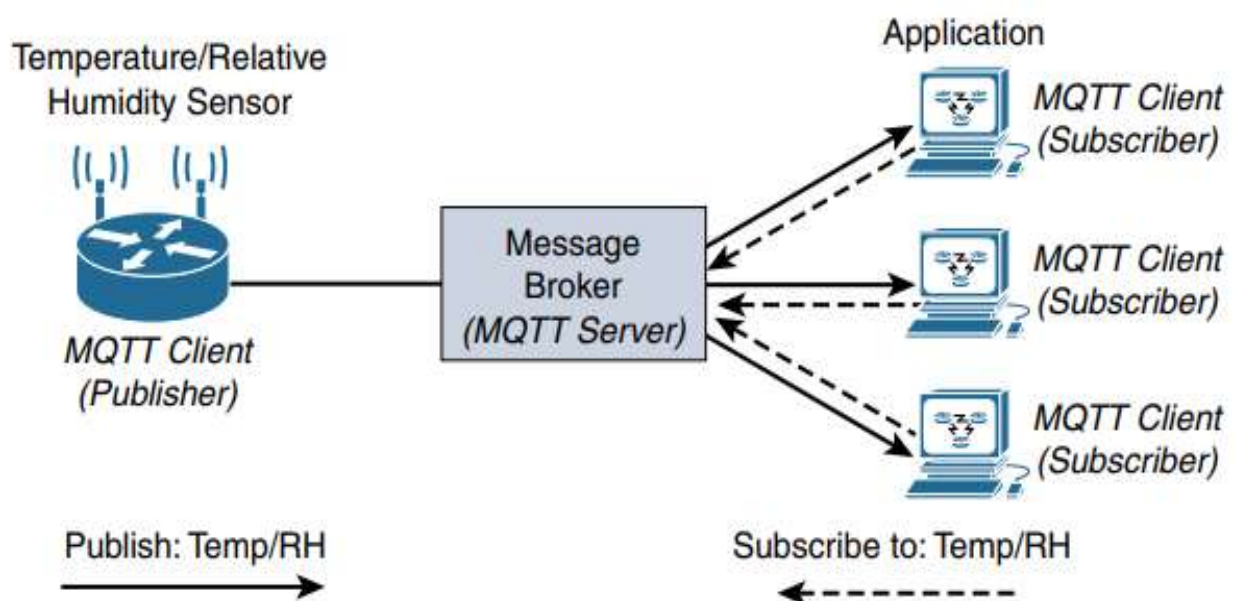 Temperature/Relative
Humidity Sensor
MQTT Client
(Publisher)
Message
Broker
(MQTT Server)
Application
MQTT Client
(Subscriber)
MQTT Client
(Subscriber)
MQTT Client
(Subscriber)
Publish: Temp/RH
Subscribe to: Temp/RH